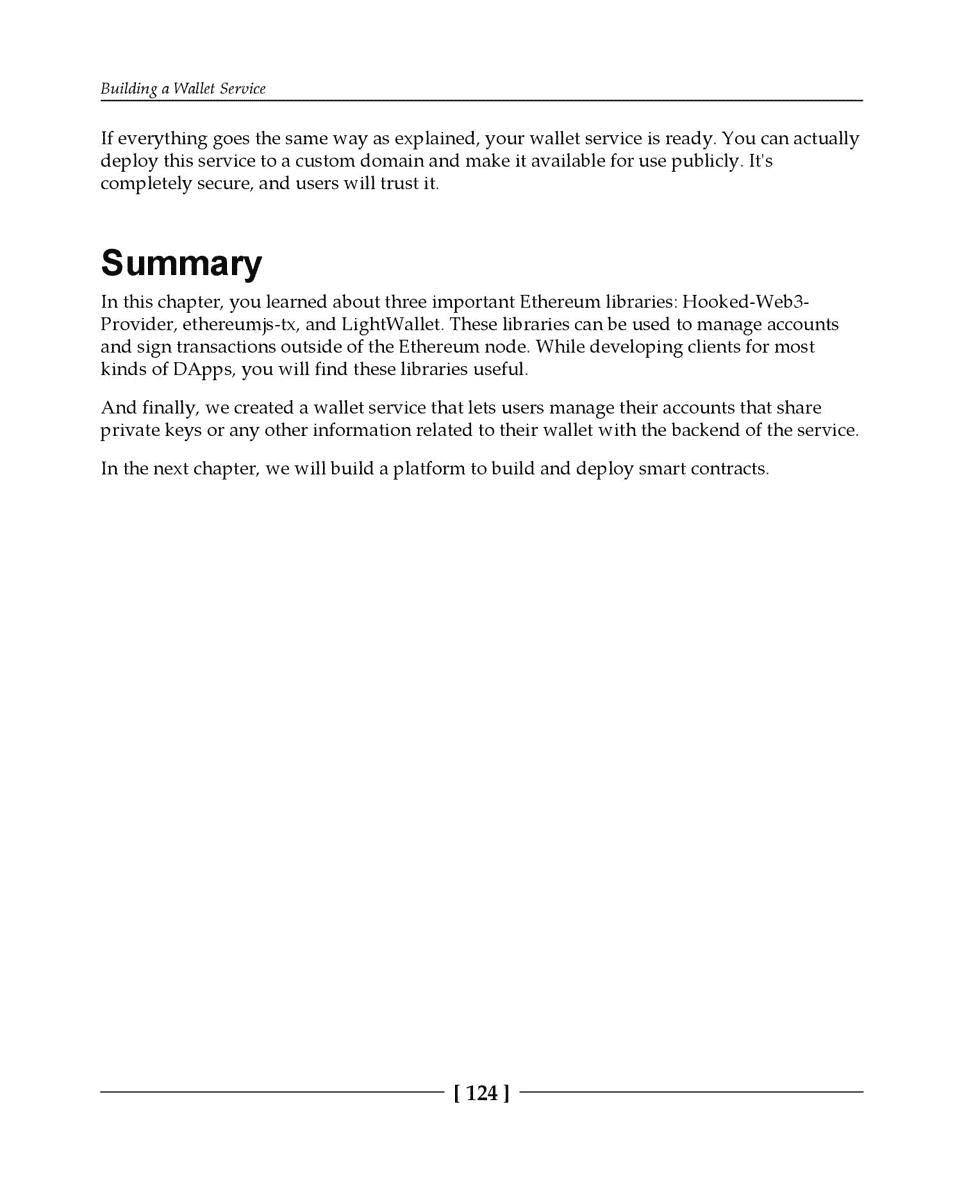 Building a Wallet Service
If everything goes the same way as explained, your wallet service is ready. You can actually
deploy this service to a custom domain and make it available for use publicly. It's
completely secure, and users will trust it.
Summary
In this chapter, you learned about three important Ethereum libraries: Hooked-Web3-
Provider, ethereumjs-tx, and LightWallet. These libraries can be used to manage accounts
and sign transactions outside of the Ethereum node. While developing clients for most
kinds of DApps, you will find these libraries useful.
And finally, we created a wallet service that lets users manage their accounts that share
private keys or any other information related to their wallet with the backend of the service.
In the next chapter, we will build a platform to build and deploy smart contracts.
[ 124 ]